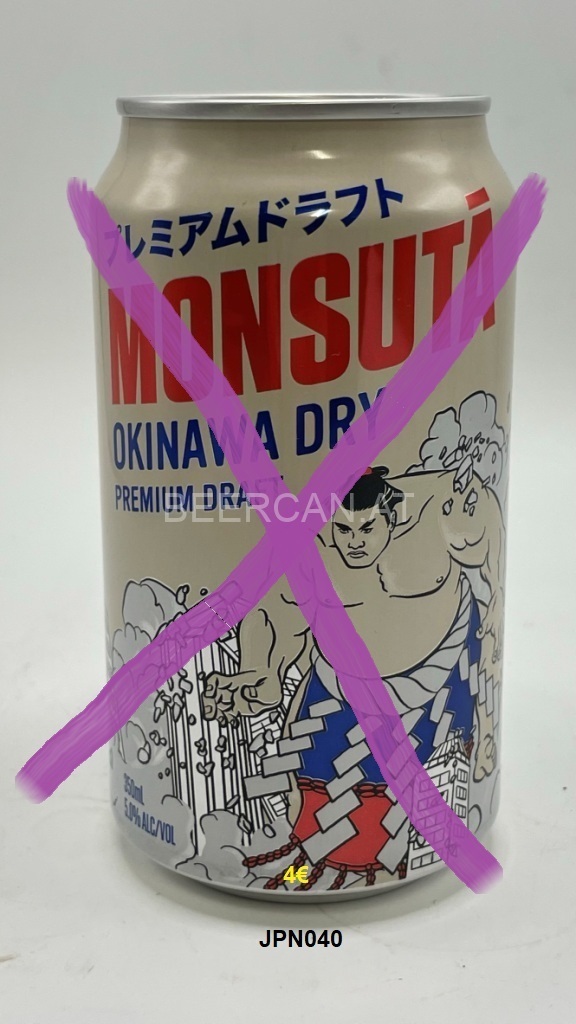 プレミアムドラフト
MONSUTÁ
OKINAWA DRY
PREMIUM DRAFT
BEERCAN.AT
350mL
5.0% ALC/VOL
4€
JPN040